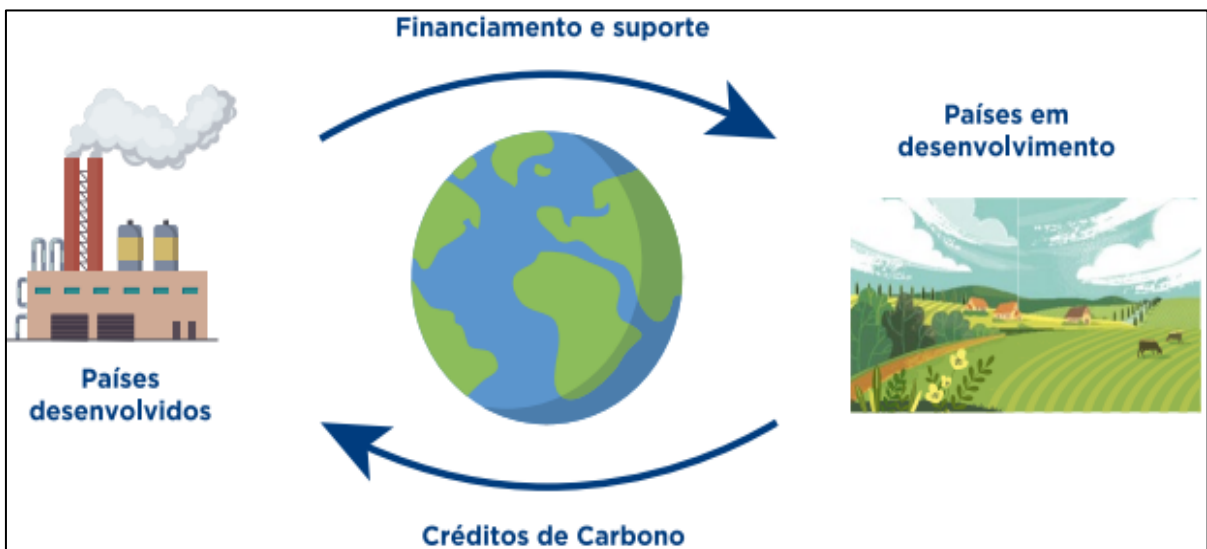 Financiamento e suporte
Países em
desenvolvimento
Países
desenvolvidos
Créditos de Carbono